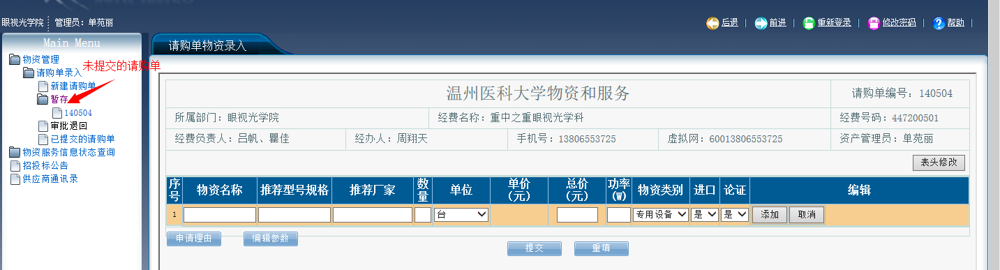 眼视光学院 管理员：单苑丽
后退 | 前进 | 重新登录 | 修改密码 | 帮助 |
Main Menu
物资管理
请购单录入
未提交的请购单
新建请购单
暂存
140504
审批退回
已提交的请购单
物资服务信息状态查询
招投标公告
供应商通讯录
请购单物资录入
温州医科大学物资和服务 请购单编号：140504
所属部门：眼视光学院 经费名称：重中之重眼视光学科 经费号码：447200501
经费负责人：吕帆、瞿佳 经办人：周翔天 手机号：13806553725 虚拟网：60013806553725 资产管理员：单苑丽
表头修改
序号 物资名称 推荐型号规格 推荐厂家 数量 单位 单价(元) 总价(元) 功率(W) 物资类别 进口 论证 编辑
1 台 专用设备 是 是 添加 取消
申请理由 编辑参数
提交 重填